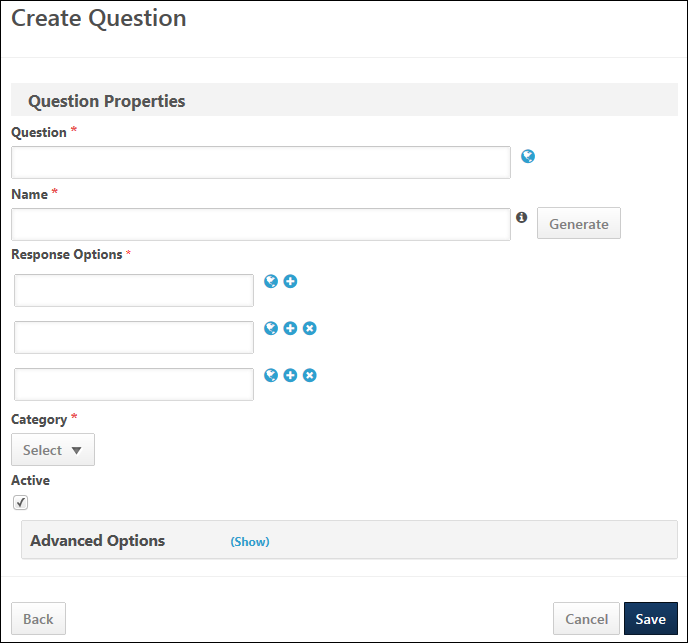 Create Question
Question Properties
Question *
Name *
Generate
Response Options *
Category *
Select
Active
Advanced Options (Show)
Back Cancel Save